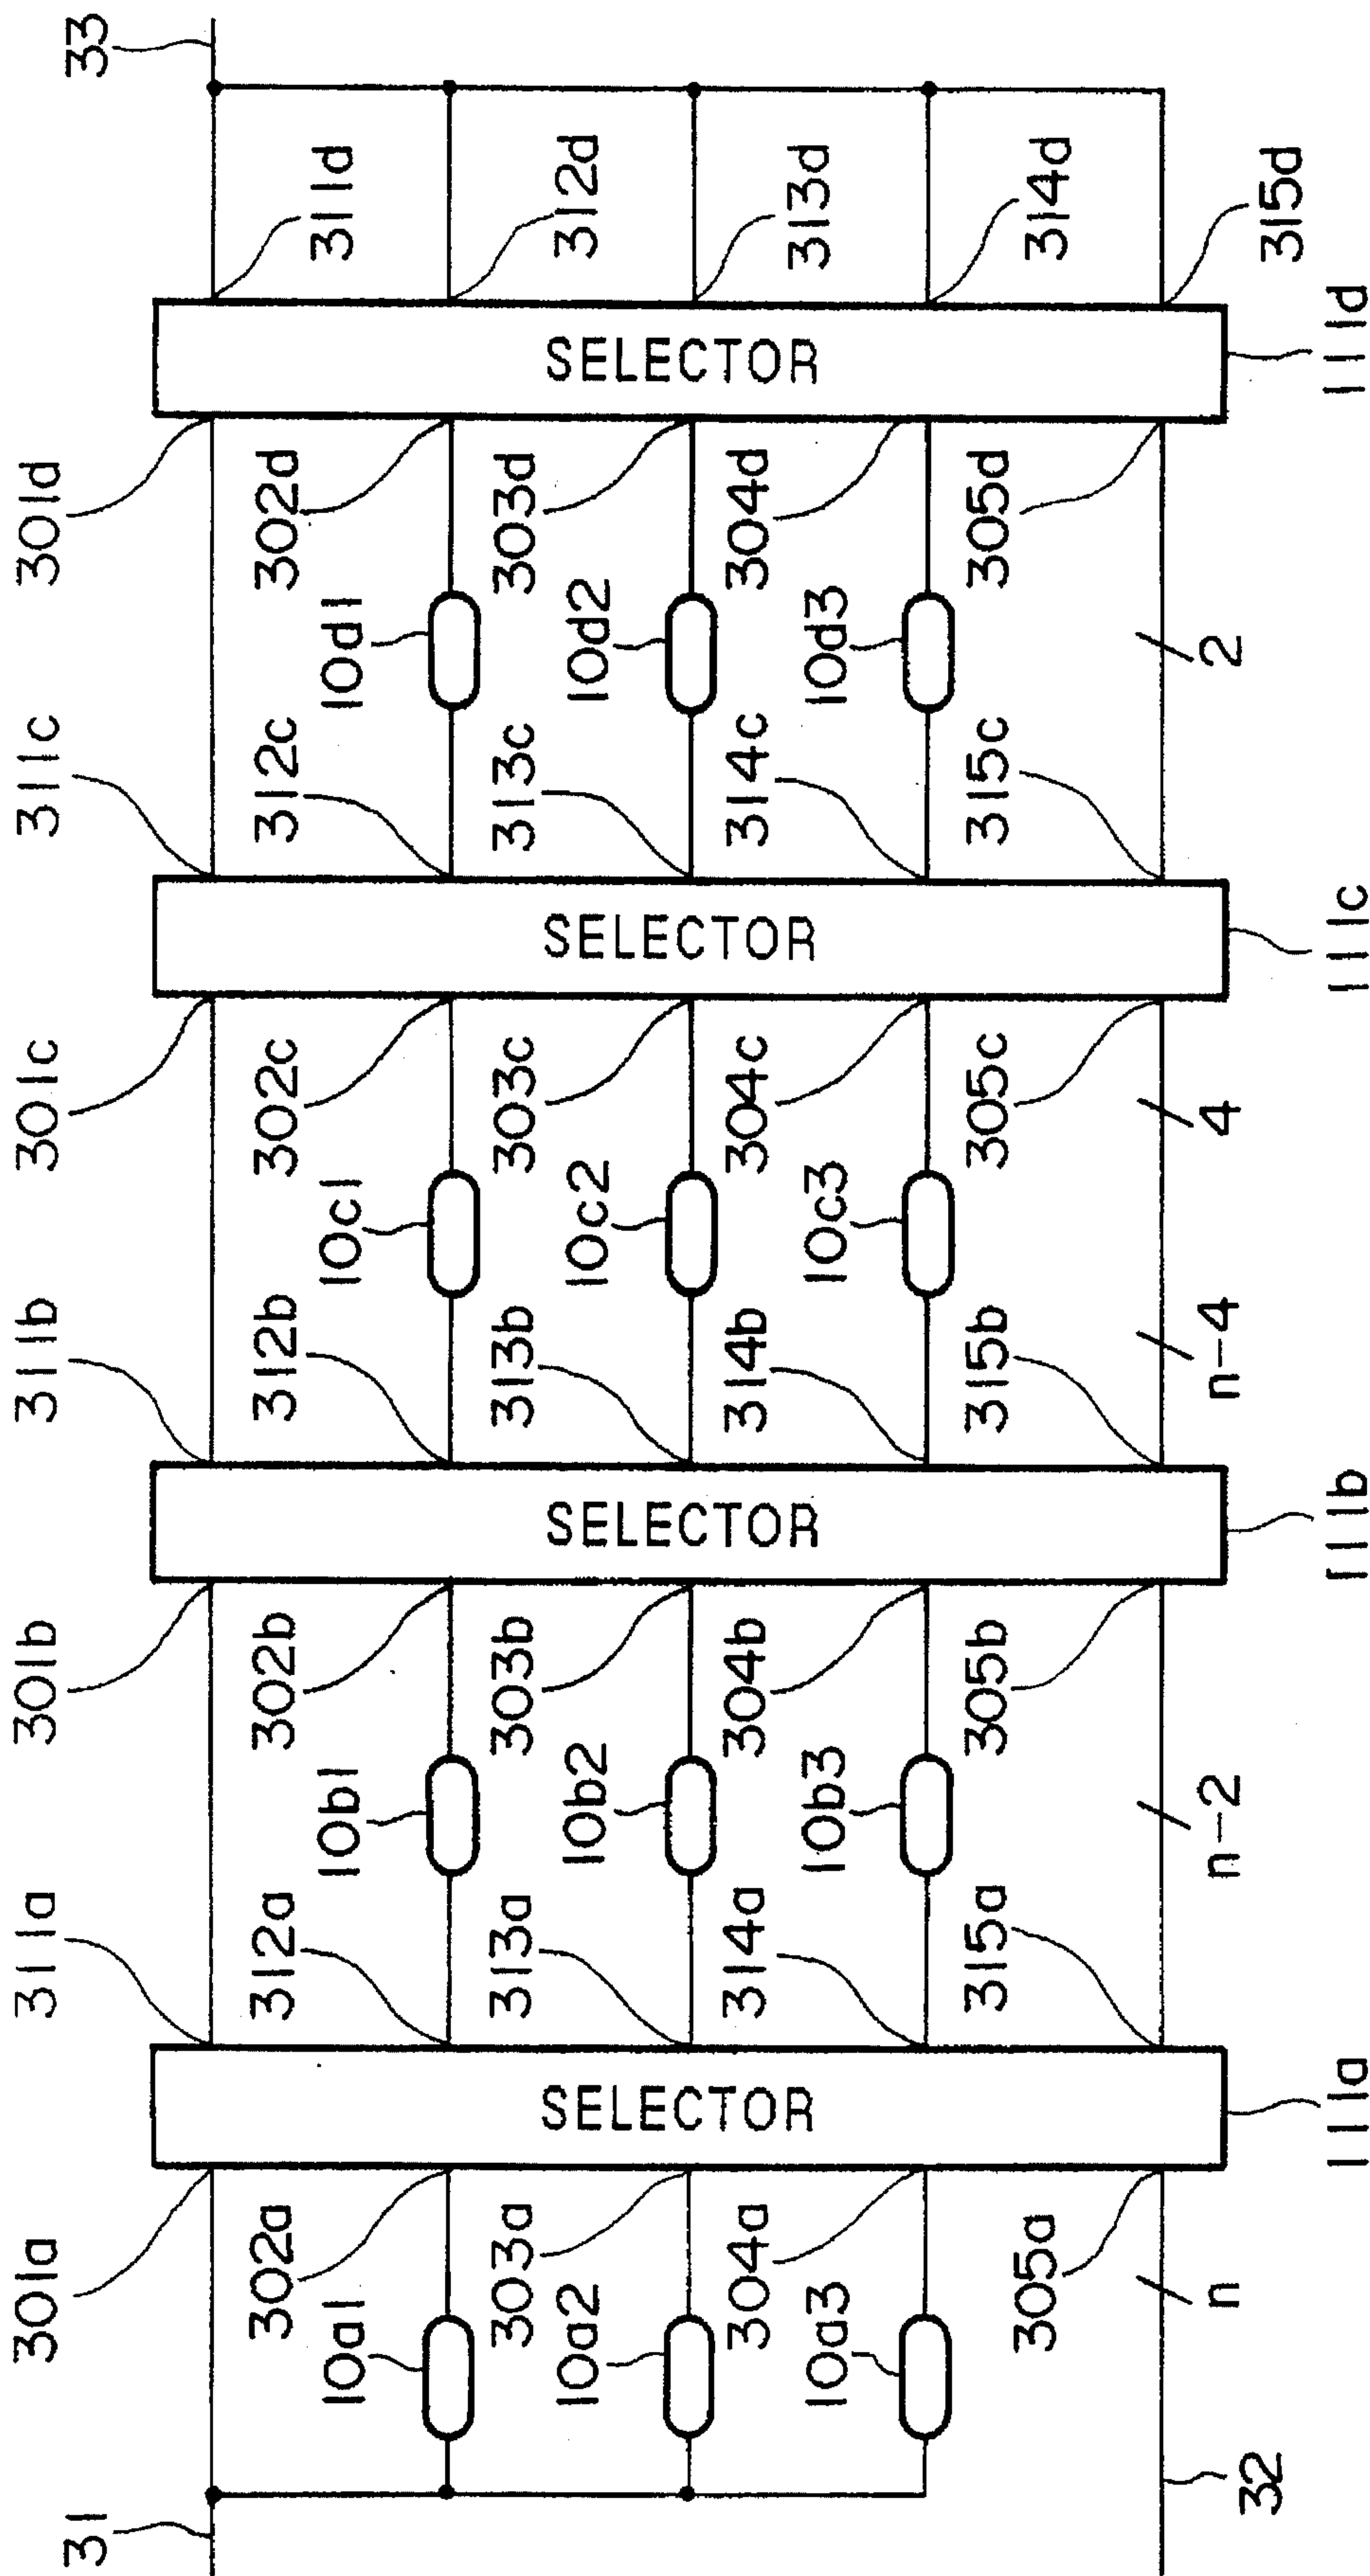 301a
311a
301b
311b
301c
311c
301d
31
33
302a
312a
302b
312b
302c
312c
302d
311d
10a1
10b1
10c1
10d1
303a
313a
303b
313b
303c
313c
303d
312d
10a2
10b2
10c2
10d2
SELECTOR
SELECTOR
SELECTOR
SELECTOR
304a
314a
304b
314b
304c
314c
304d
313d
10a3
10b3
10c3
10d3
305a
315a
305b
315b
305c
315c
305d
314d
n
n-2
n-4
4
2
32
315d
111a
111b
111c
111d